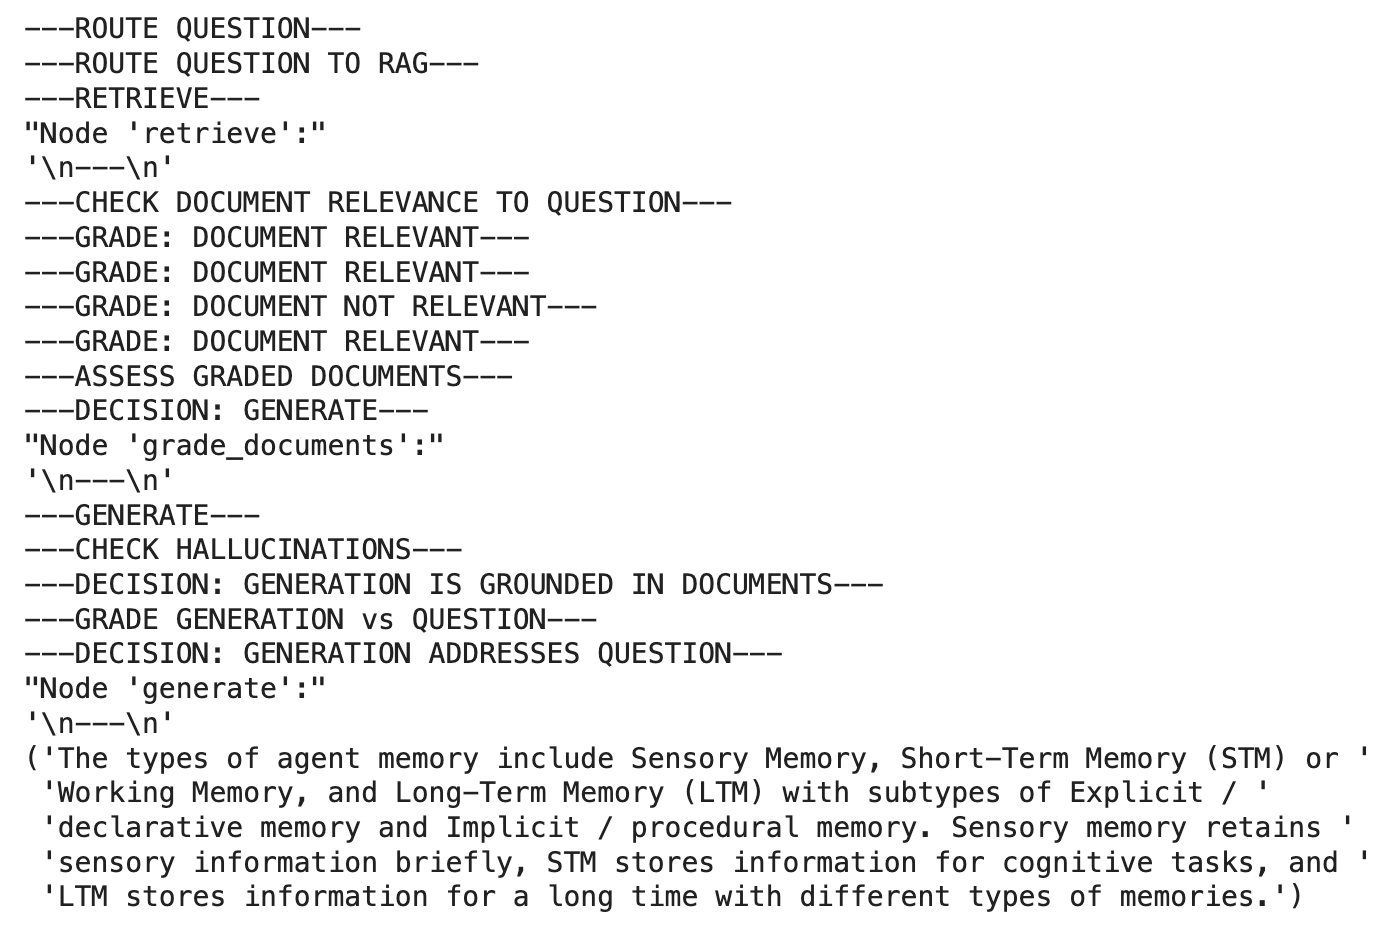 ---ROUTE QUESTION---
---ROUTE QUESTION TO RAG---
---RETRIEVE---
"Node 'retrieve':"
'\n---\n'
---CHECK DOCUMENT RELEVANCE TO QUESTION---
---GRADE: DOCUMENT RELEVANT---
---GRADE: DOCUMENT RELEVANT---
---GRADE: DOCUMENT NOT RELEVANT---
---GRADE: DOCUMENT RELEVANT---
---ASSESS GRADED DOCUMENTS---
---DECISION: GENERATE---
"Node 'grade_documents':"
'\n---\n'
---GENERATE---
---CHECK HALLUCINATIONS---
---DECISION: GENERATION IS GROUNDED IN DOCUMENTS---
---GRADE GENERATION vs QUESTION---
---DECISION: GENERATION ADDRESSES QUESTION---
"Node 'generate':"
'\n---\n'
('The types of agent memory include Sensory Memory, Short-Term Memory (STM) or '
 'Working Memory, and Long-Term Memory (LTM) with subtypes of Explicit / '
 'declarative memory and Implicit / procedural memory. Sensory memory retains '
 'sensory information briefly, STM stores information for cognitive tasks, and '
 'LTM stores information for a long time with different types of memories.')